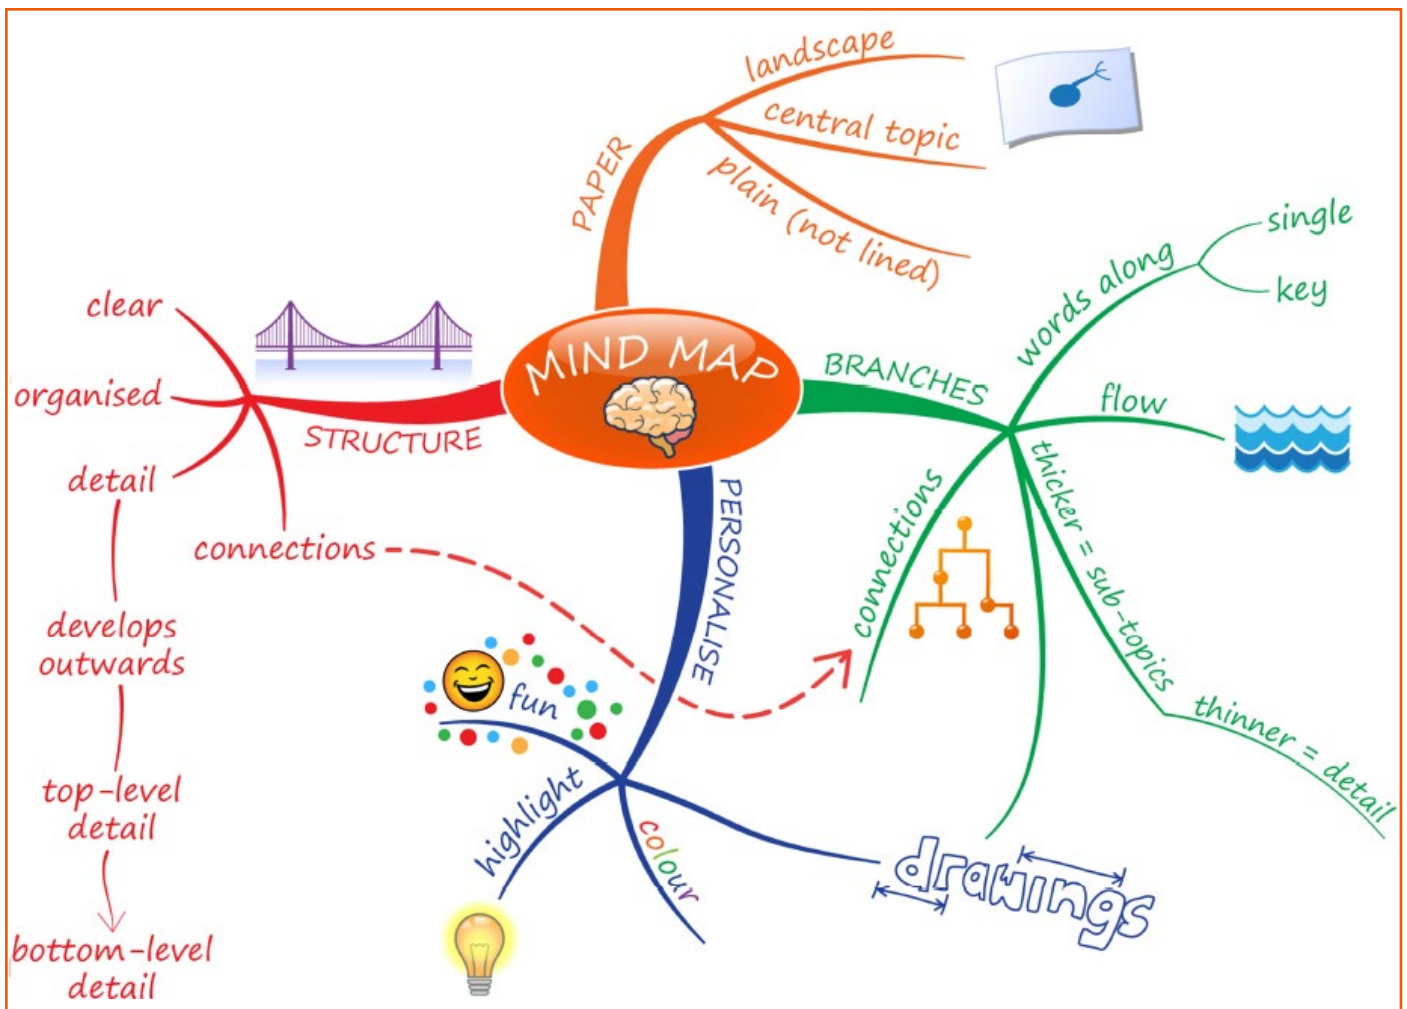 MIND MAP
PAPER
landscape
central topic
plain (not lined)
BRANCHES
words along
single
key
flow
thicker = sub-topics
thinner = detail
connections
drawings
PERSONALISE
fun
highlight
colour
STRUCTURE
clear
organised
detail
develops
outwards
top-level
detail
bottom-level
detail
connections